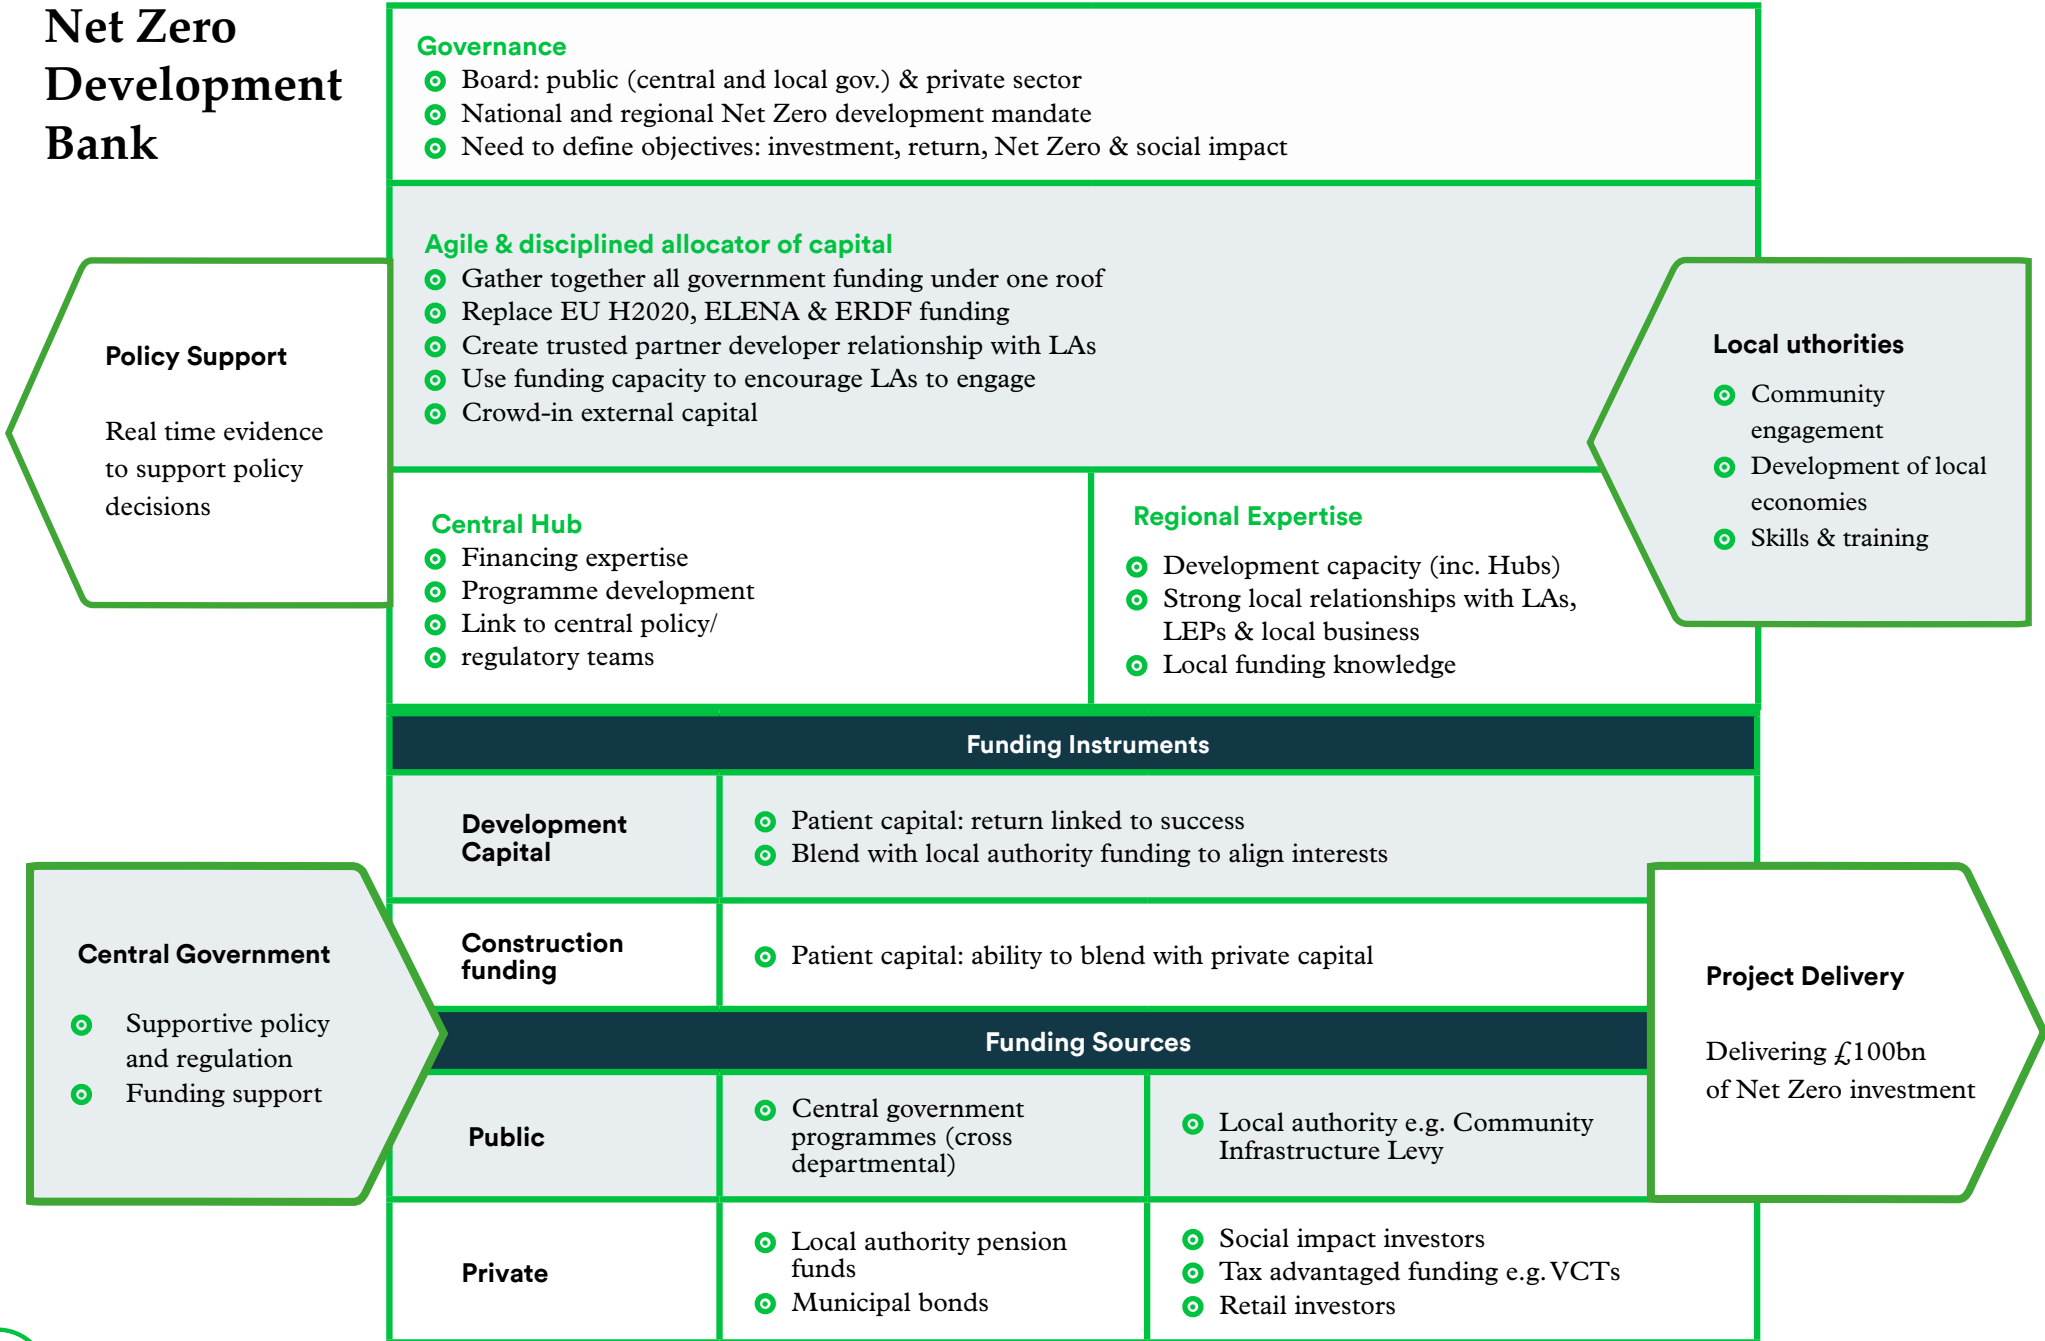 Net Zero
Development
Bank
Governance
Board: public (central and local gov.) & private sector
National and regional Net Zero development mandate
Need to define objectives: investment, return, Net Zero & social impact
Agile & disciplined allocator of capital
Gather together all government funding under one roof
Replace EU H2020, ELENA & ERDF funding
Create trusted partner developer relationship with LAs
Use funding capacity to encourage LAs to engage
Crowd-in external capital
Policy Support
Real time evidence
to support policy
decisions
Local uthorities
Community
engagement
Development of local
economies
Skills & training
Central Hub
Financing expertise
Programme development
Link to central policy/
regulatory teams
Regional Expertise
Development capacity (inc. Hubs)
Strong local relationships with LAs,
LEPs & local business
Local funding knowledge
Funding Instruments
Development
Capital
Patient capital: return linked to success
Blend with local authority funding to align interests
Construction
funding
Patient capital: ability to blend with private capital
Central Government
Supportive policy
and regulation
Funding support
Project Delivery
Delivering £100bn
of Net Zero investment
Funding Sources
Public
Central government
programmes (cross
departmental)
Local authority e.g. Community
Infrastructure Levy
Private
Local authority pension
funds
Municipal bonds
Social impact investors
Tax advantaged funding e.g. VCTs
Retail investors